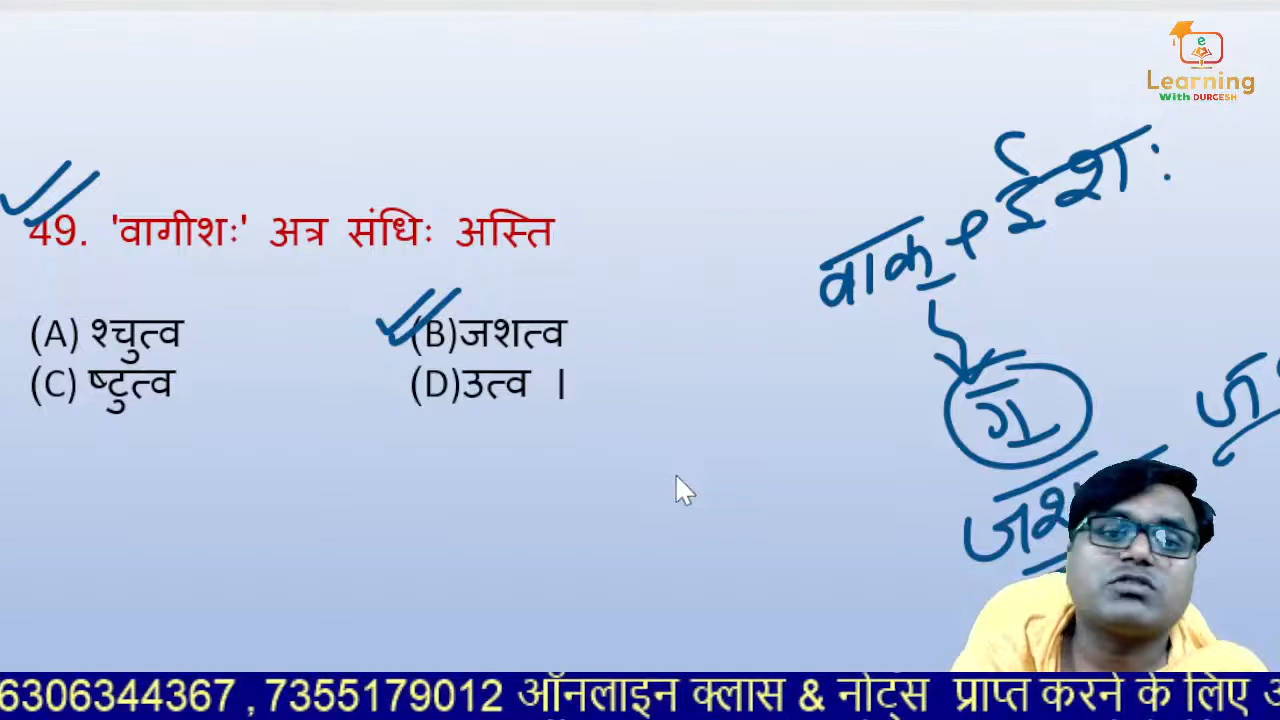 e
Learning
With DURGESH
वाक् + ईशः
49. 'वागीशः' अत्र संधिः अस्ति
(A) श्चुत्व (B)जशत्व
(C) ष्टुत्व (D)उत्व ।
ग्
6306344367 , 7355179012 ऑनलाइन क्लास & नोट्स प्राप्त करने के लिए